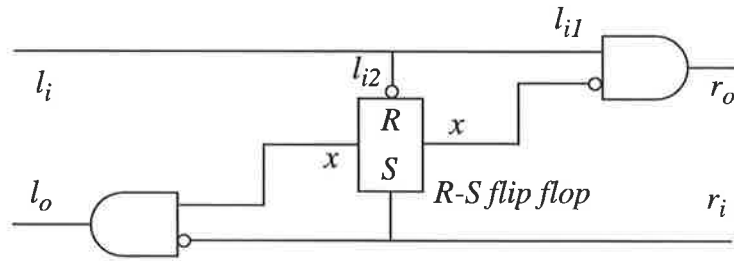 l_i1
l_i
l_i2
r_o
R
x
x
S
l_o
R-S flip flop
r_i